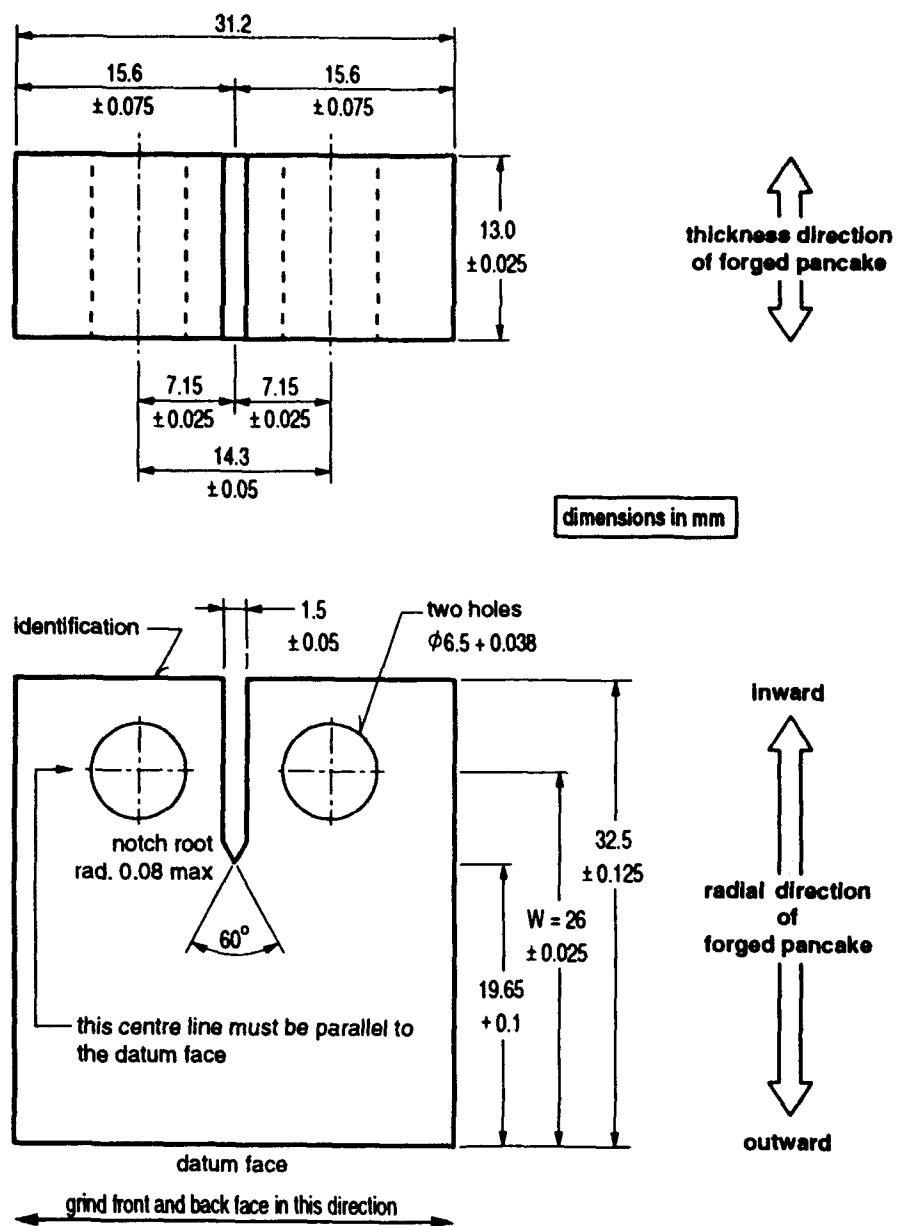 31.2
15.6
± 0.075
15.6
± 0.075
13.0
± 0.025
thickness direction
of forged pancake
7.15
± 0.025
7.15
± 0.025
14.3
± 0.05
dimensions in mm
identification
1.5
± 0.05
two holes
ϕ6.5 + 0.038
inward
notch root
rad. 0.08 max
60°
32.5
± 0.125
W = 26
± 0.025
19.65
+ 0.1
radial direction
of
forged pancake
this centre line must be parallel to
the datum face
outward
datum face
grind front and back face in this direction